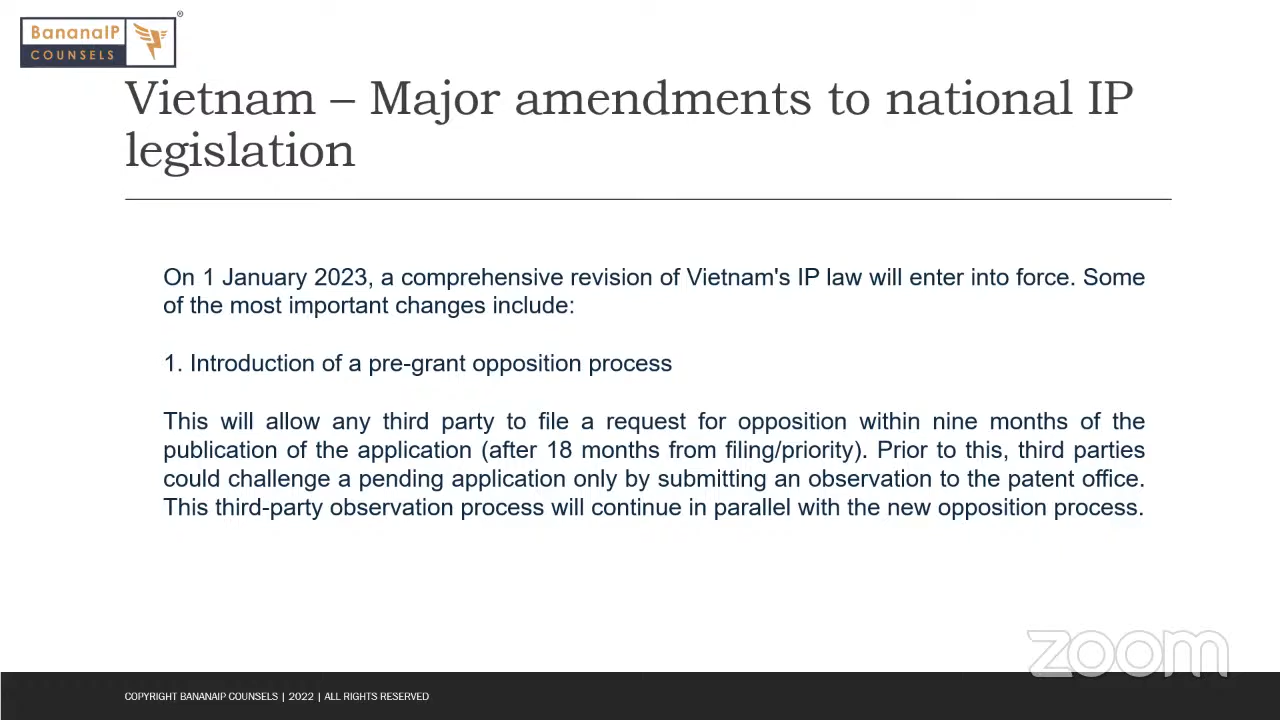 BananaIP
COUNSELS
®
Vietnam – Major amendments to national IP
legislation
On 1 January 2023, a comprehensive revision of Vietnam's IP law will enter into force. Some
of the most important changes include:
1. Introduction of a pre-grant opposition process
This will allow any third party to file a request for opposition within nine months of the
publication of the application (after 18 months from filing/priority). Prior to this, third parties
could challenge a pending application only by submitting an observation to the patent office.
This third-party observation process will continue in parallel with the new opposition process.
zoom
COPYRIGHT BANANAIP COUNSELS | 2022 | ALL RIGHTS RESERVED